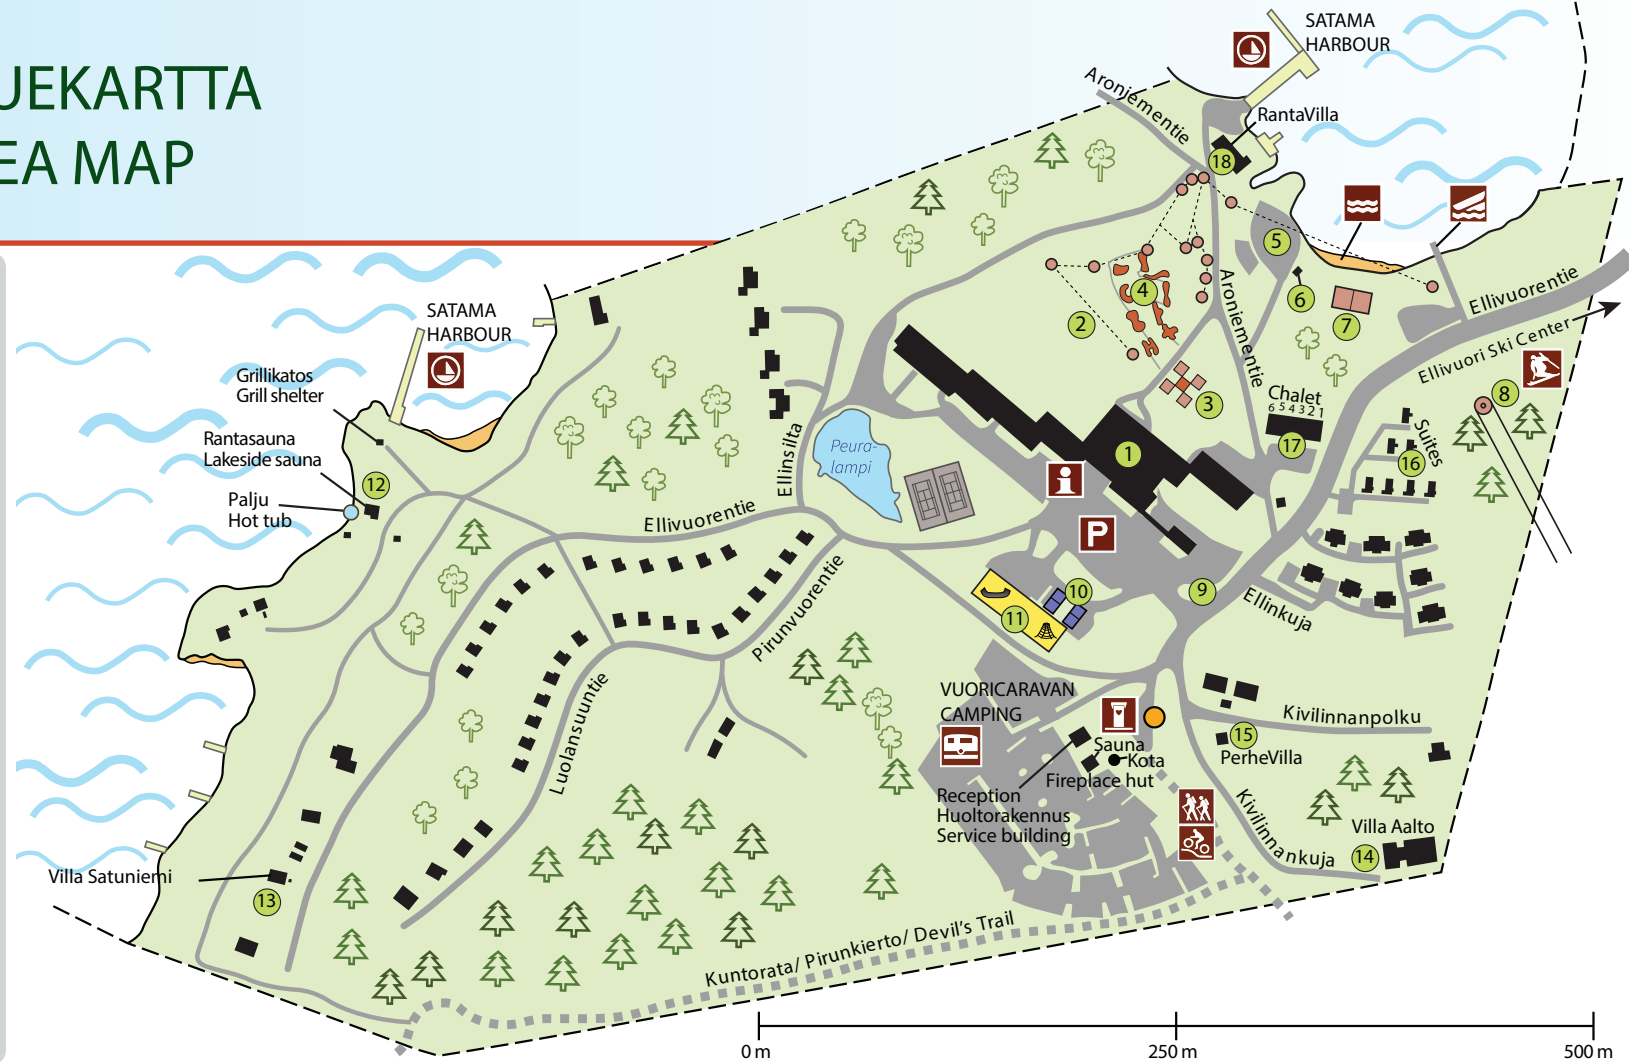 UEKARTTA
EA MAP
SATAMA
HARBOUR
Aronjementie
RantaVilla
18
5
6
7
4
2
3
Aroniementie
Ellivuorentie
Ellivuori Ski Center
8
Chalet
6 5 4 3 2 1
17
Suites
16
1
i
P
SATAMA
HARBOUR
Grillikatos
Grill shelter
Rantasauna
Lakeside sauna
12
Palju
Hot tub
Peura-
lampi
Ellinsilta
Ellivuorentie
Pirunvuorentie
Luolansuuntie
9
10
11
Ellinkuja
VUORICARAVAN
CAMPING
Sauna
Kota
Fireplace hut
Reception
Huoltorakennus
Service building
Kivilinnanpolku
15
PerheVilla
Kivilinnankuja
Villa Aalto
14
Villa Satuniemi
13
Kuntorata/ Pirunkierto/ Devil's Trail
0 m
250 m
500 m